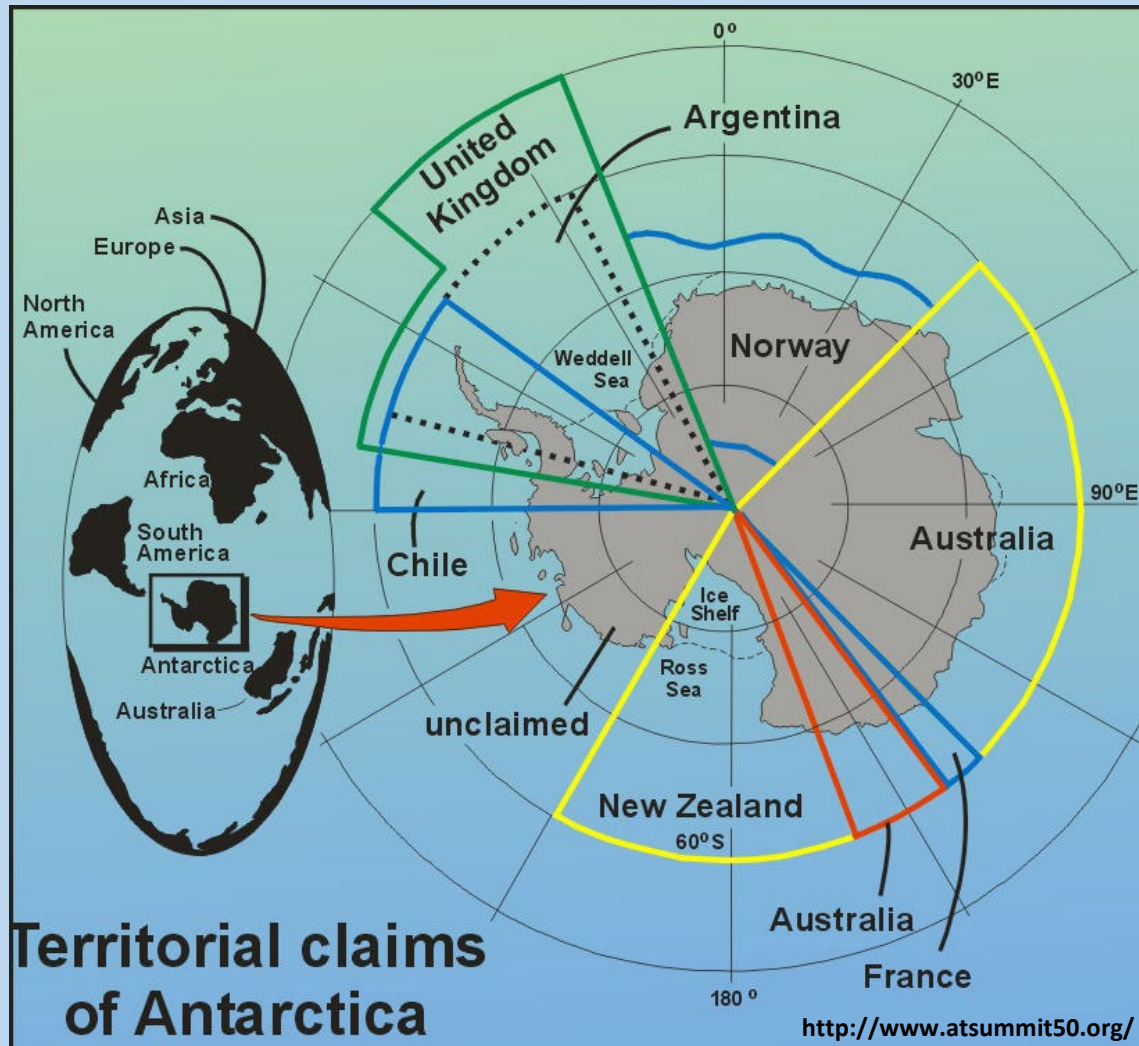 0º
30ºE
Argentina
United
Kingdom
Asia
Europe
North
America
Weddell
Sea
Norway
Africa
90ºE
South
America
Australia
Chile
Ice
Shelf
Antarctica
Ross
Sea
Australia
unclaimed
New Zealand
60ºS
Australia
France
Territorial claims
of Antarctica
180 º
http://www.atsummit50.org/